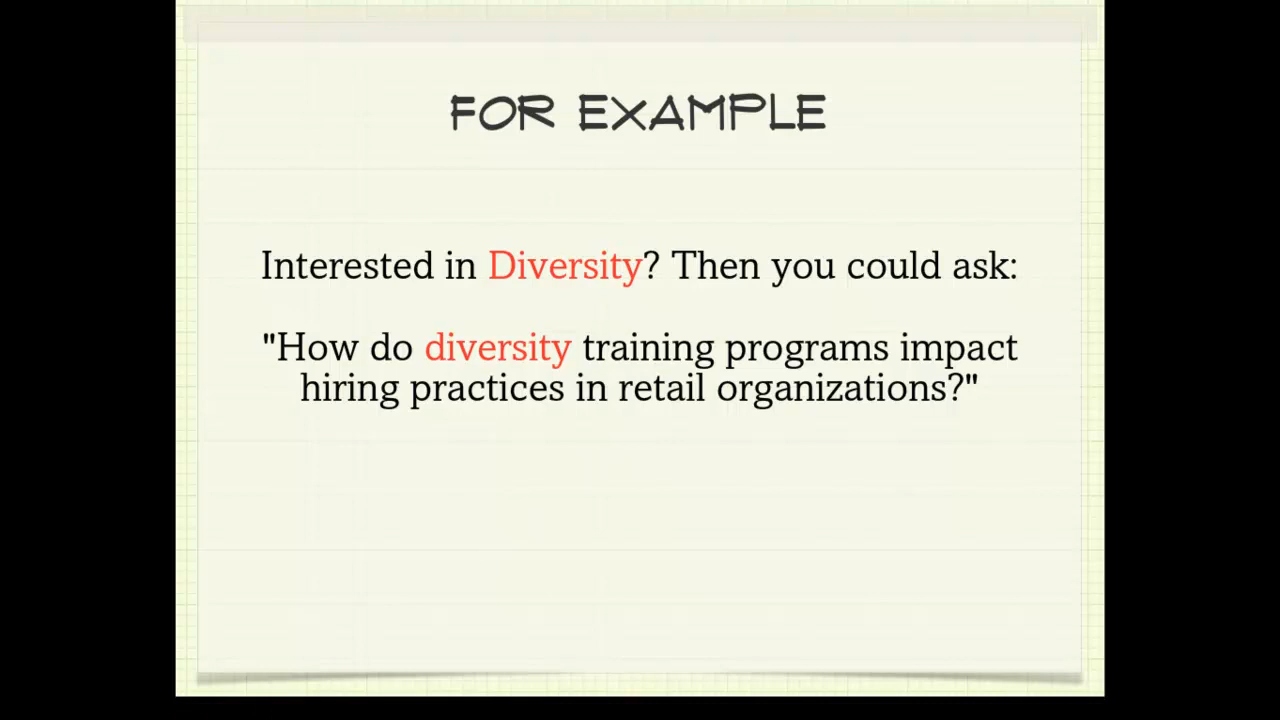 FOR EXAMPLE
Interested in Diversity? Then you could ask:
"How do diversity training programs impact
hiring practices in retail organizations?"